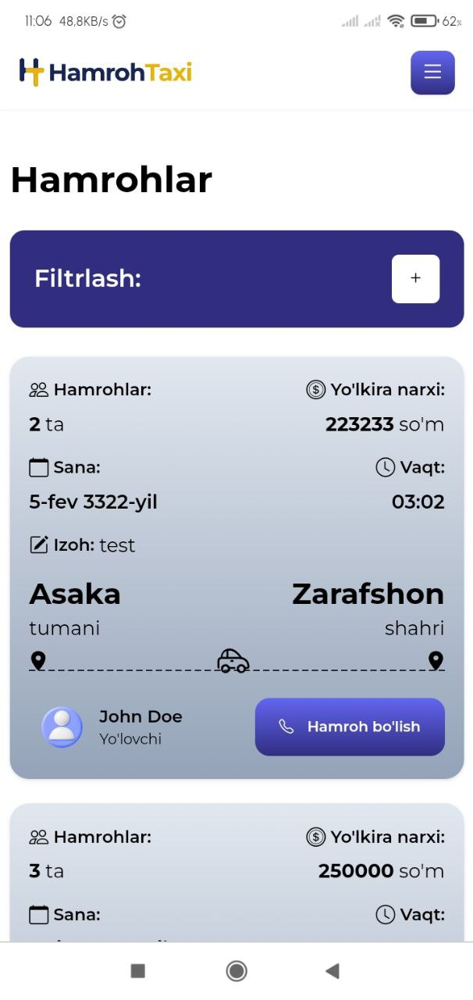 11:06 48,8KB/s 62%
HamrohTaxi
Hamrohlar
Filtrlash: +
Hamrohlar: Yo'lkira narxi:
2 ta 223233 so'm
Sana: Vaqt:
5-fev 3322-yil 03:02
Izoh: test
Asaka Zarafshon
tumani shahri
John Doe
Yo'lovchi
Hamroh bo'lish
Hamrohlar: Yo'lkira narxi:
3 ta 250000 so'm
Sana: Vaqt: